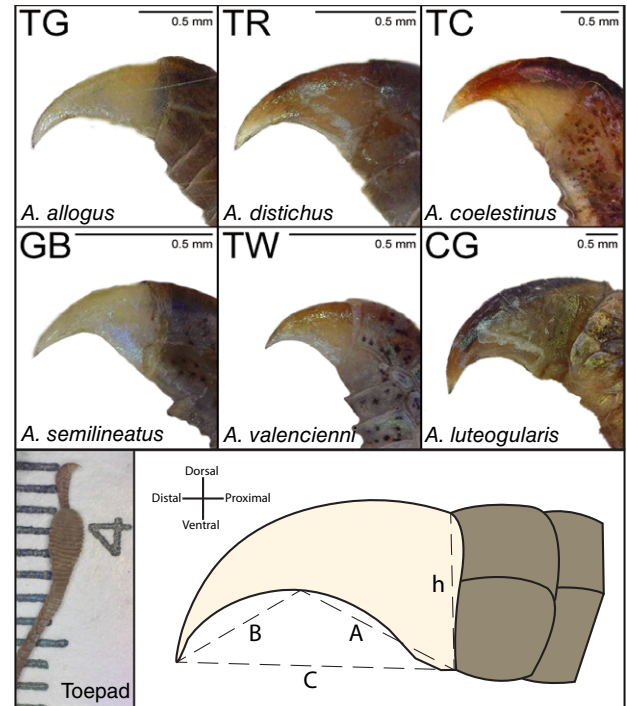 TG
0.5 mm
A. allogus
TR
0.5 mm
A. distichus
TC
0.5 mm
A. coelestinus
GB
0.5 mm
A. semilineatus
TW
0.5 mm
A. valencienni
CG
0.5 mm
A. luteogularis
4
Toepad
Dorsal
Distal
Proximal
Ventral
h
B
A
C